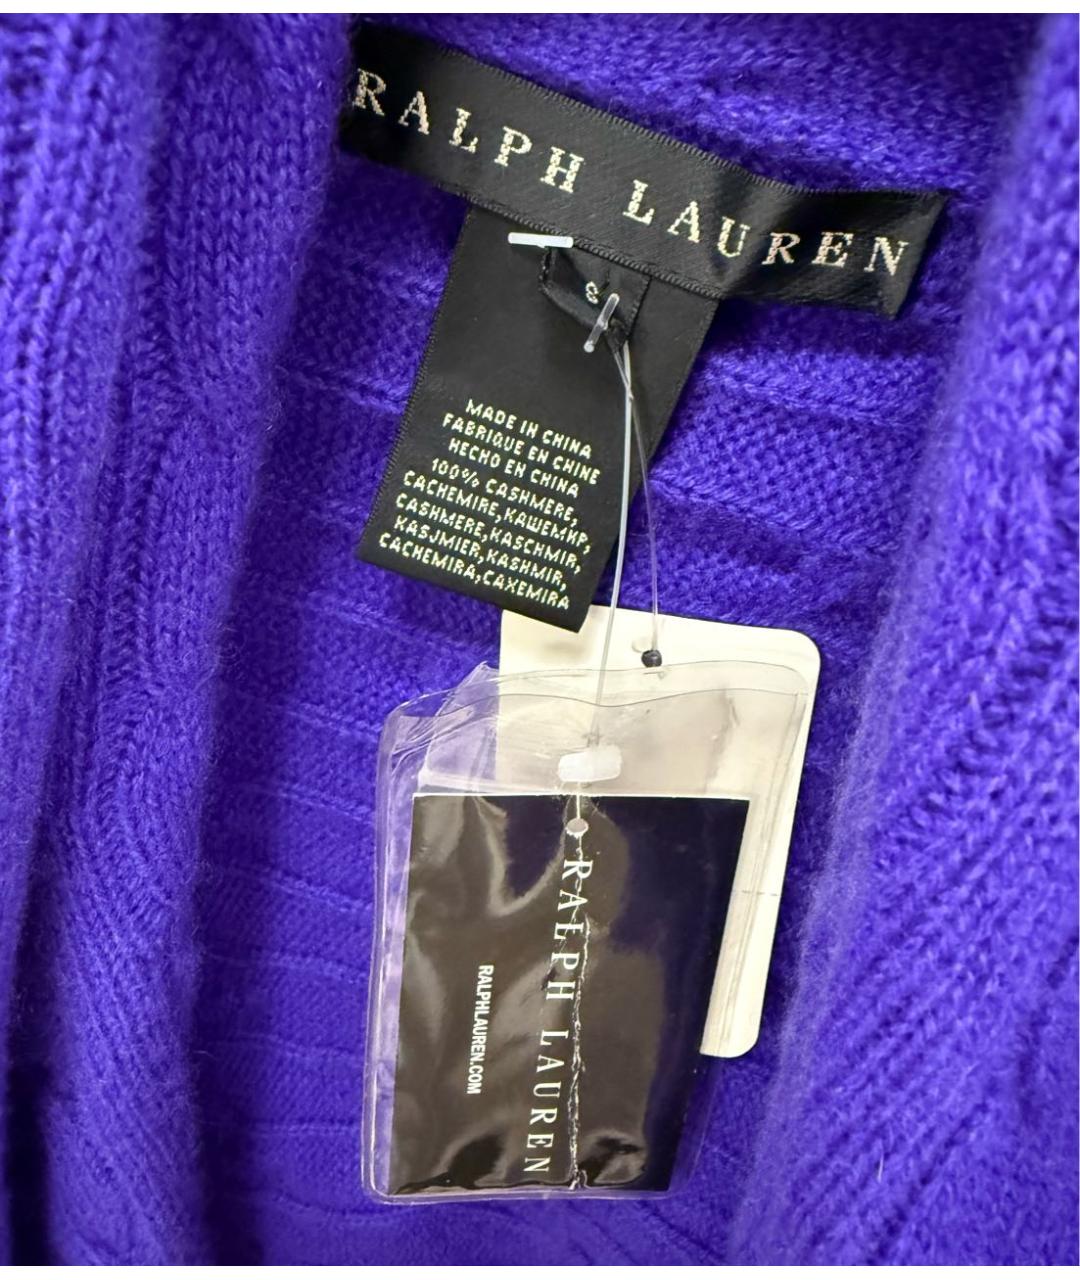 RALPH LAUREN
8
MADE IN CHINA
FABRIQUE EN CHINE
HECHO EN CHINA
100% CASHMERE,
CACHEMIRE,КАШЕМИР,
CASHMERE,KASCHMIR,
KASJMIER,KASHMIR,
CACHEMIRA,CAXEMIRA
RALPH LAUREN
RALPHLAUREN.COM